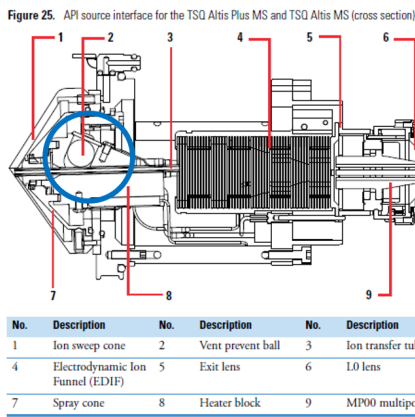 Figure 25. API source interface for the TSQ Altis Plus MS and TSQ Altis MS (cross section)
1 2 3 4 5 6
7 8 9
No. Description No. Description No. Description
1 Ion sweep cone 2 Vent prevent ball 3 Ion transfer tu
4 Electrodynamic Ion Funnel (EDIF) 5 Exit lens 6 L0 lens
7 Spray cone 8 Heater block 9 MP00 multipo